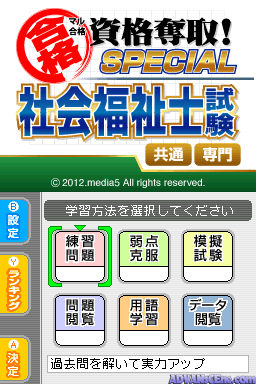 マル
合格
合格
資格奪取!
SPECIAL
社会福祉士試験
共通 専門
© 2012.media5 All rights reserved.
学習方法を選択してください
B 設定
Y ランキング
A 決定
練習問題
弱点克服
模擬試験
問題閲覧
用語学習
データ閲覧
過去問を解いて実力アップ
ADVANsCEne.com